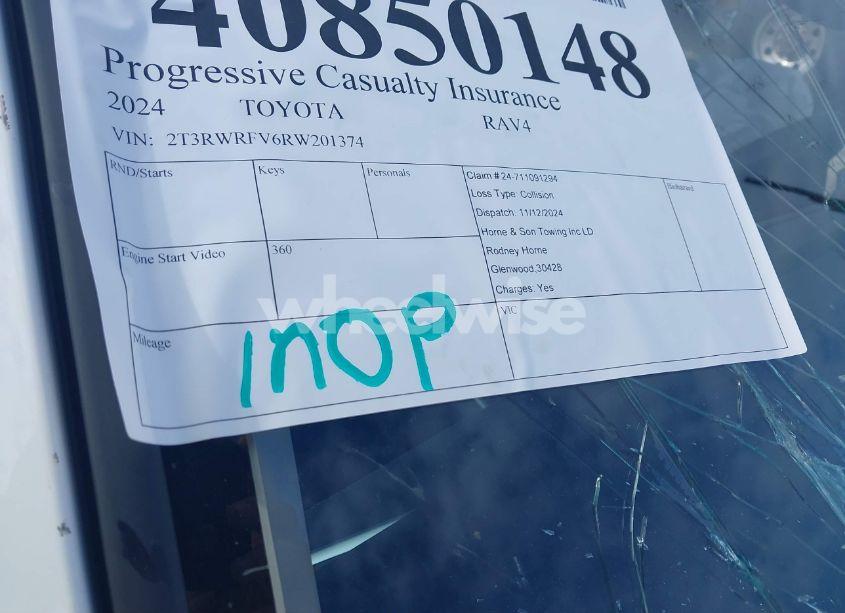 40850148
Progressive Casualty Insurance
2024 TOYOTA RAV4
VIN: 2T3RWRFV6RW201374
RND/Starts
Keys
Personals
Claim # 24-711091294
Loss Type: Collision
Dispatch: 11/12/2024
Horne & Son Towing Inc LD
Rodney Horne
Glenwood,30428
Charges: Yes
Engine Start Video
360
Mileage
INOP
VIC
wheelwise